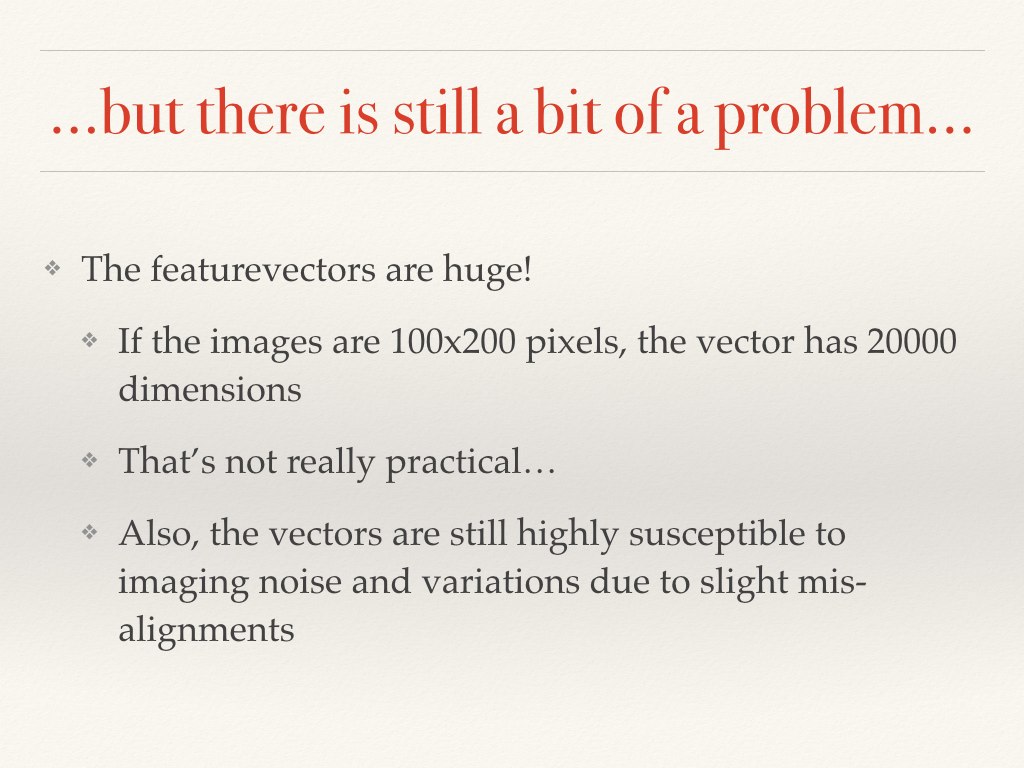 …but there is still a bit of a problem…
❖ The featurevectors are huge!
❖ If the images are 100x200 pixels, the vector has 20000
dimensions
❖ That’s not really practical…
❖ Also, the vectors are still highly susceptible to
imaging noise and variations due to slight mis-
alignments